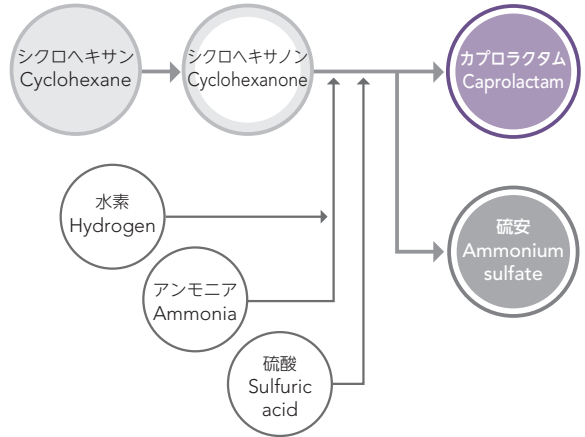 シクロヘキサン
Cyclohexane
シクロヘキサノン
Cyclohexanone
カプロラクタム
Caprolactam
水素
Hydrogen
アンモニア
Ammonia
硫酸
Sulfuric
acid
硫安
Ammonium
sulfate